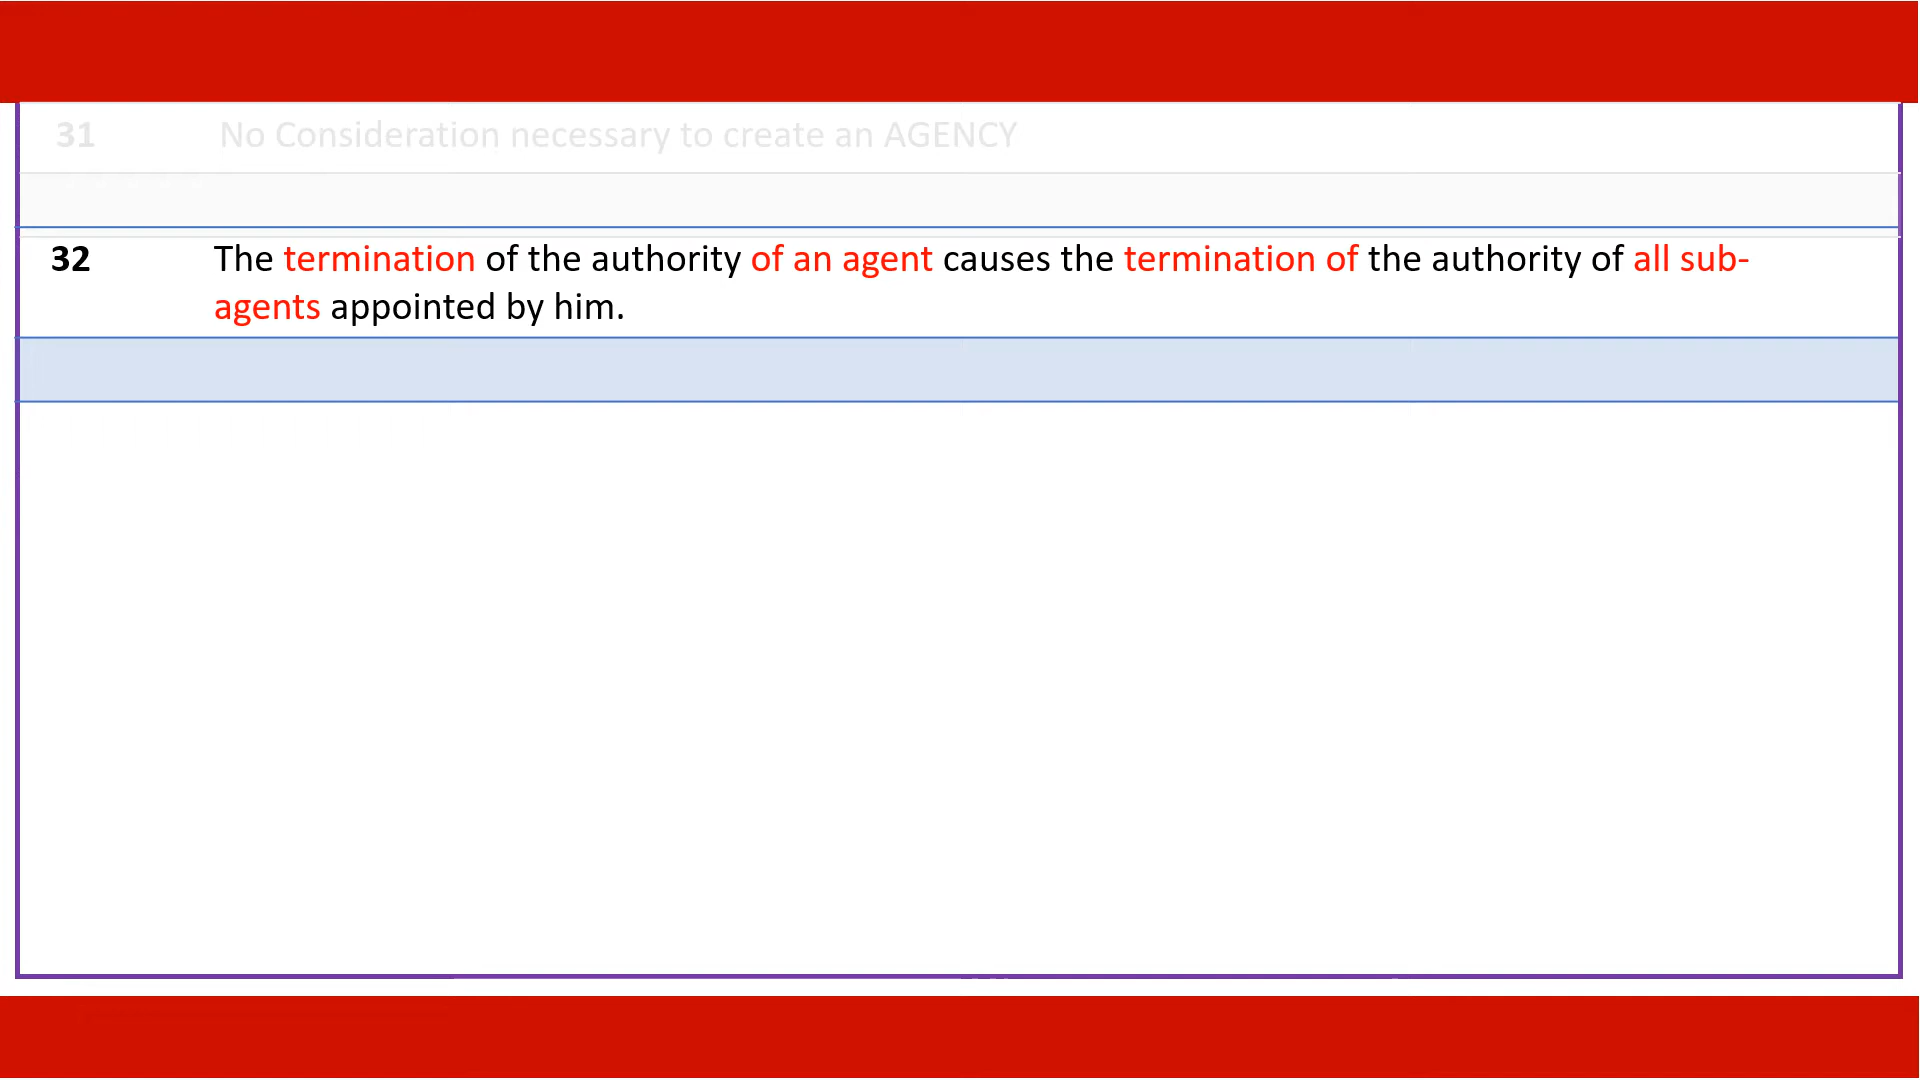 31 No Consideration necessary to create an AGENCY
32 The termination of the authority of an agent causes the termination of the authority of all sub-
agents appointed by him.